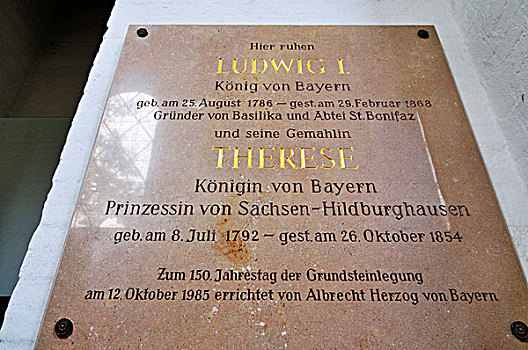 Hier ruhen
LUDWIG I.
König von Bayern
geb. am 25. August 1786 – gest. am 29. Februar 1868
Gründer von Basilika und Abtei St. Bonifaz
und seine Gemahlin
THERESE
Königin von Bayern
Prinzessin von Sachsen-Hildburghausen
geb. am 8. Juli 1792 – gest. am 26. Oktober 1854
Zum 150. Jahrestag der Grundsteinlegung
am 12. Oktober 1985 errichtet von Albrecht Herzog von Bayern